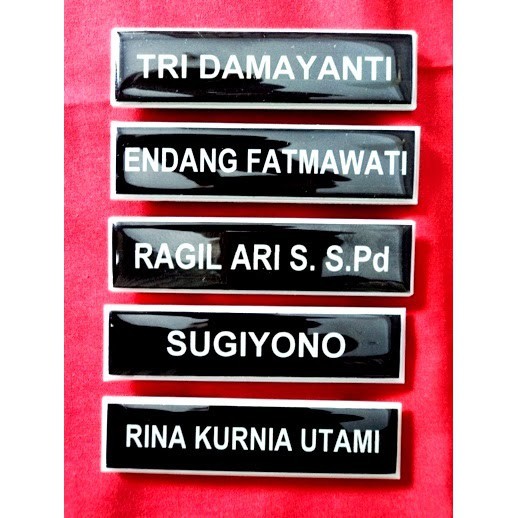 TRI DAMAYANTI
ENDANG FATMAWATI
RAGIL ARI S. S.Pd
SUGIYONO
RINA KURNIA UTAMI